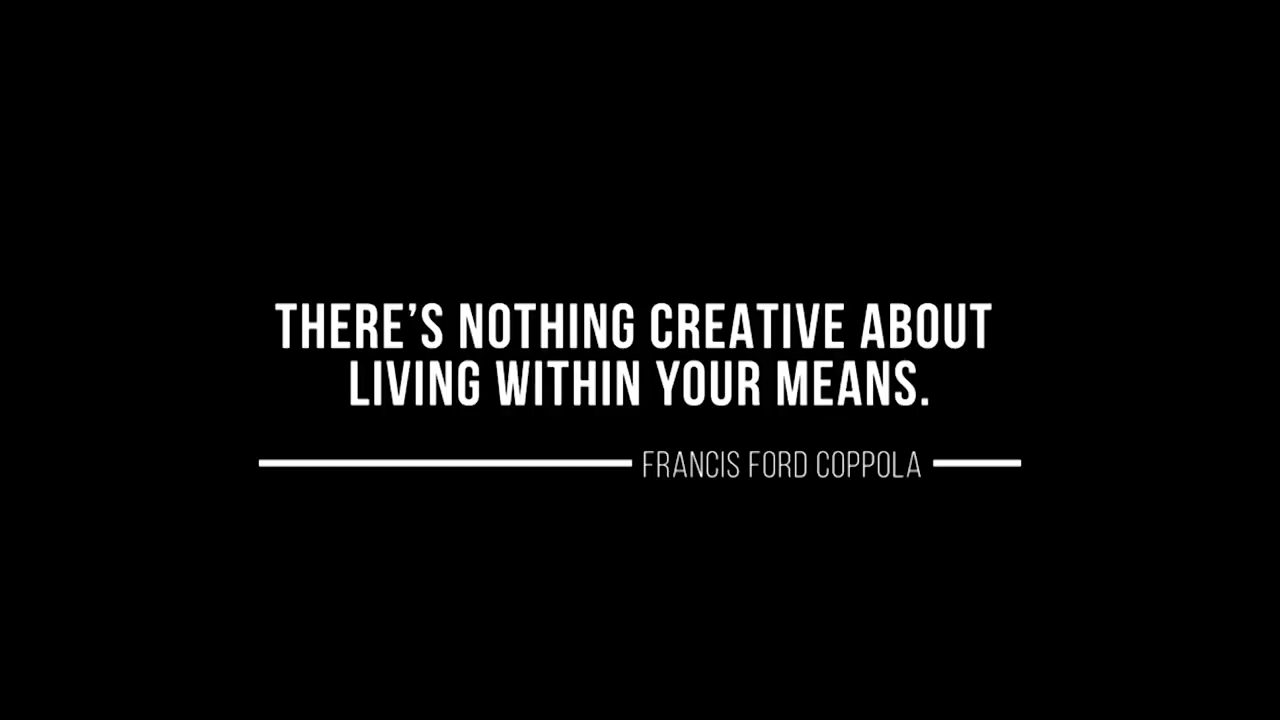 THERE’S NOTHING CREATIVE ABOUT
LIVING WITHIN YOUR MEANS.
FRANCIS FORD COPPOLA